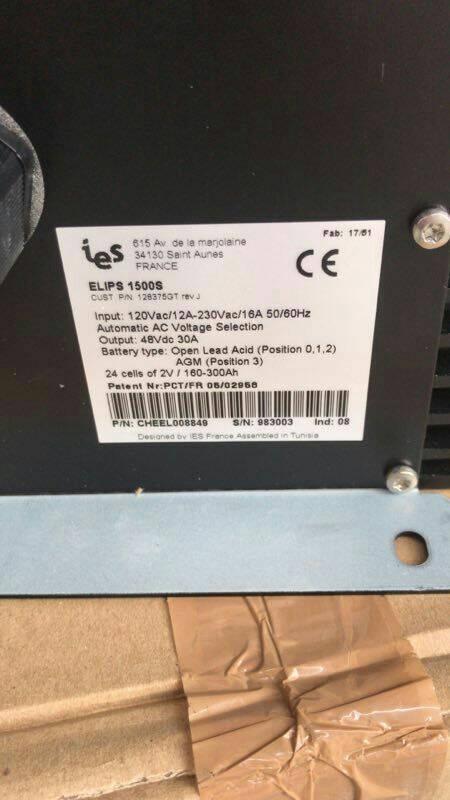 ies
615 Av. de la marjolaine
34130 Saint Aunes
FRANCE
Fab: 17/51
CE
ELIPS 1500S
CUST. P/N: 128375GT rev J
Input: 120Vac/12A-230Vac/16A 50/60Hz
Automatic AC Voltage Selection
Output: 48Vdc 30A
Battery type: Open Lead Acid (Position 0,1,2)
AGM (Position 3)
24 cells of 2V / 160-300Ah
Patent Nr:PCT/FR 05/02956
P/N: CHEEL008849 S/N: 983003 Ind: 08
Designed by IES France.Assembled in Tunisia